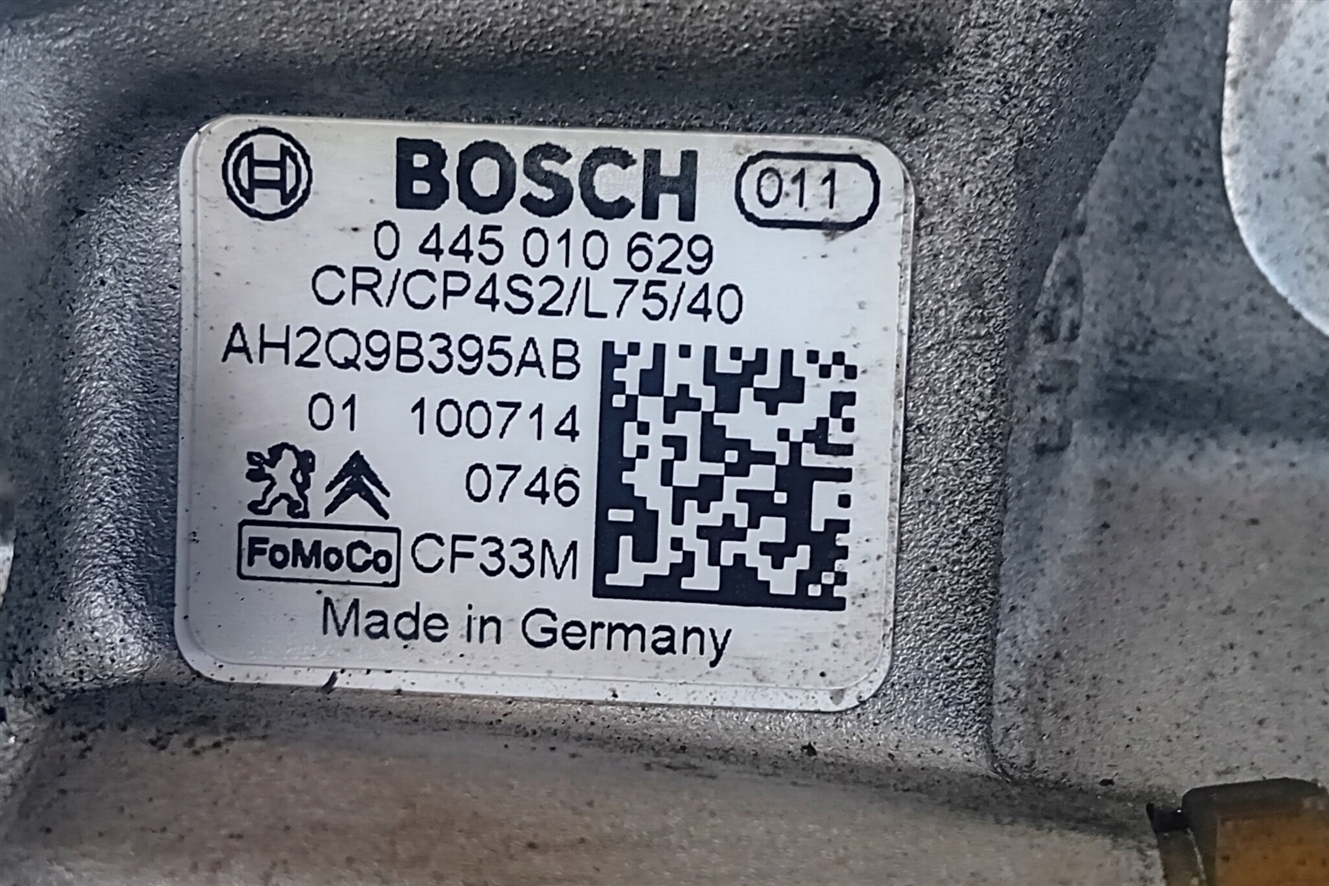 BOSCH 011
0 445 010 629
CR/CP4S2/L75/40
AH2Q9B395AB
01 100714
0746
FoMoCo CF33M
Made in Germany